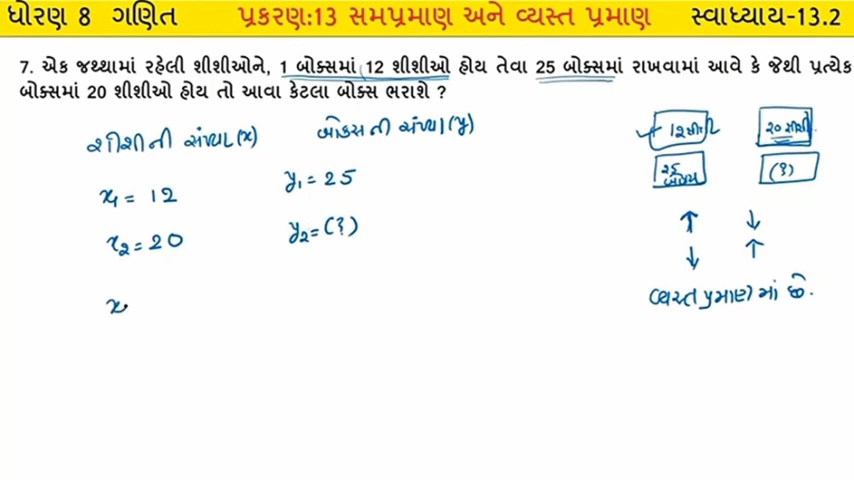 ધોરણ 8 ગણિત પ્રકરણ:13 સમપ્રમાણ અને વ્યસ્ત પ્રમાણ સ્વાધ્યાય-13.2
7. એક જથ્થામાં રહેલી શીશીઓને, 1 બોક્સમાં 12 શીશીઓ હોય તેવા 25 બોક્સમાં રાખવામાં આવે કે જેથી પ્રત્યેક
બોક્સમાં 20 શીશીઓ હોય તો આવા કેટલા બોક્સ ભરાશે ?
શીશીની સંખ્યા(x) બોક્સની સંખ્યા(y)
12 શીશી 20 શીશી
25 બોક્સ (?)
x₁ = 12 y₁ = 25
x₂ = 20 y₂ = (?)
↑ ↓
↓ ↑
વ્યસ્ત પ્રમાણમાં છે.
x